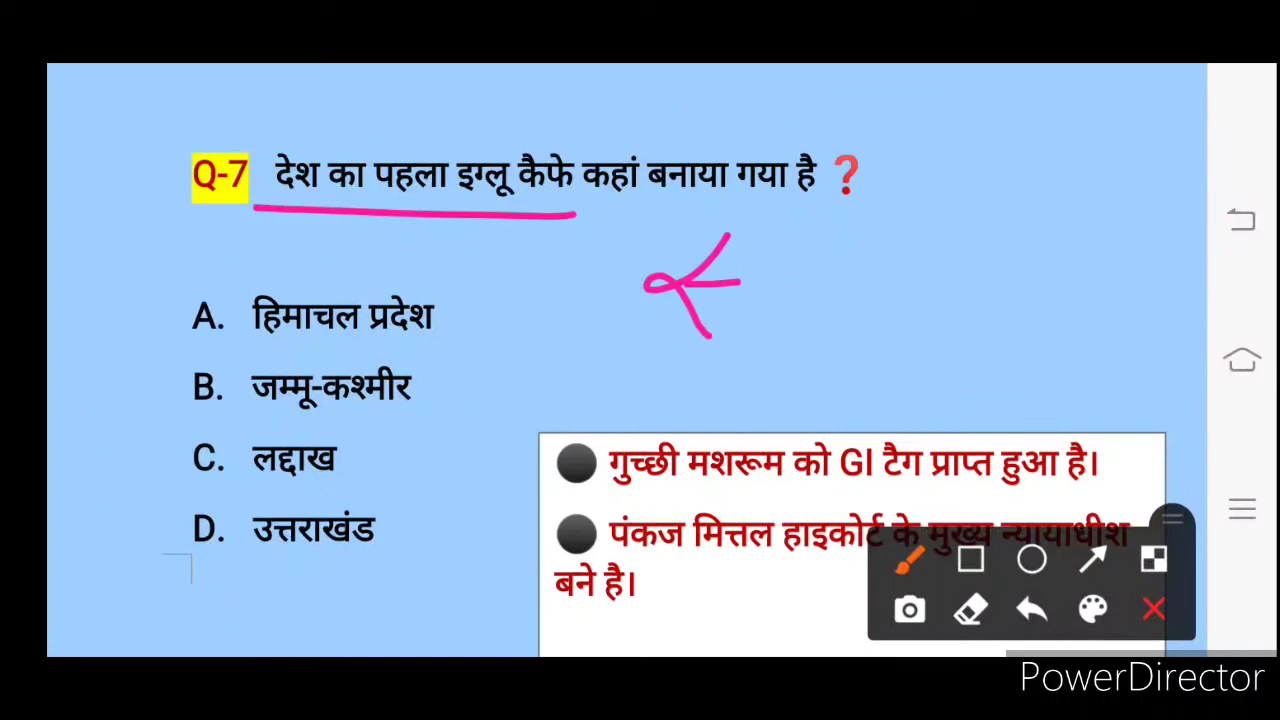 Q-7 देश का पहला इग्लू कैफे कहां बनाया गया है ❓
A. हिमाचल प्रदेश
B. जम्मू-कश्मीर
C. लद्दाख
D. उत्तराखंड
● गुच्छी मशरूम को GI टैग प्राप्त हुआ है।
● पंकज मित्तल हाइकोर्ट के मुख्य न्यायाधीश
बने है।
PowerDirector